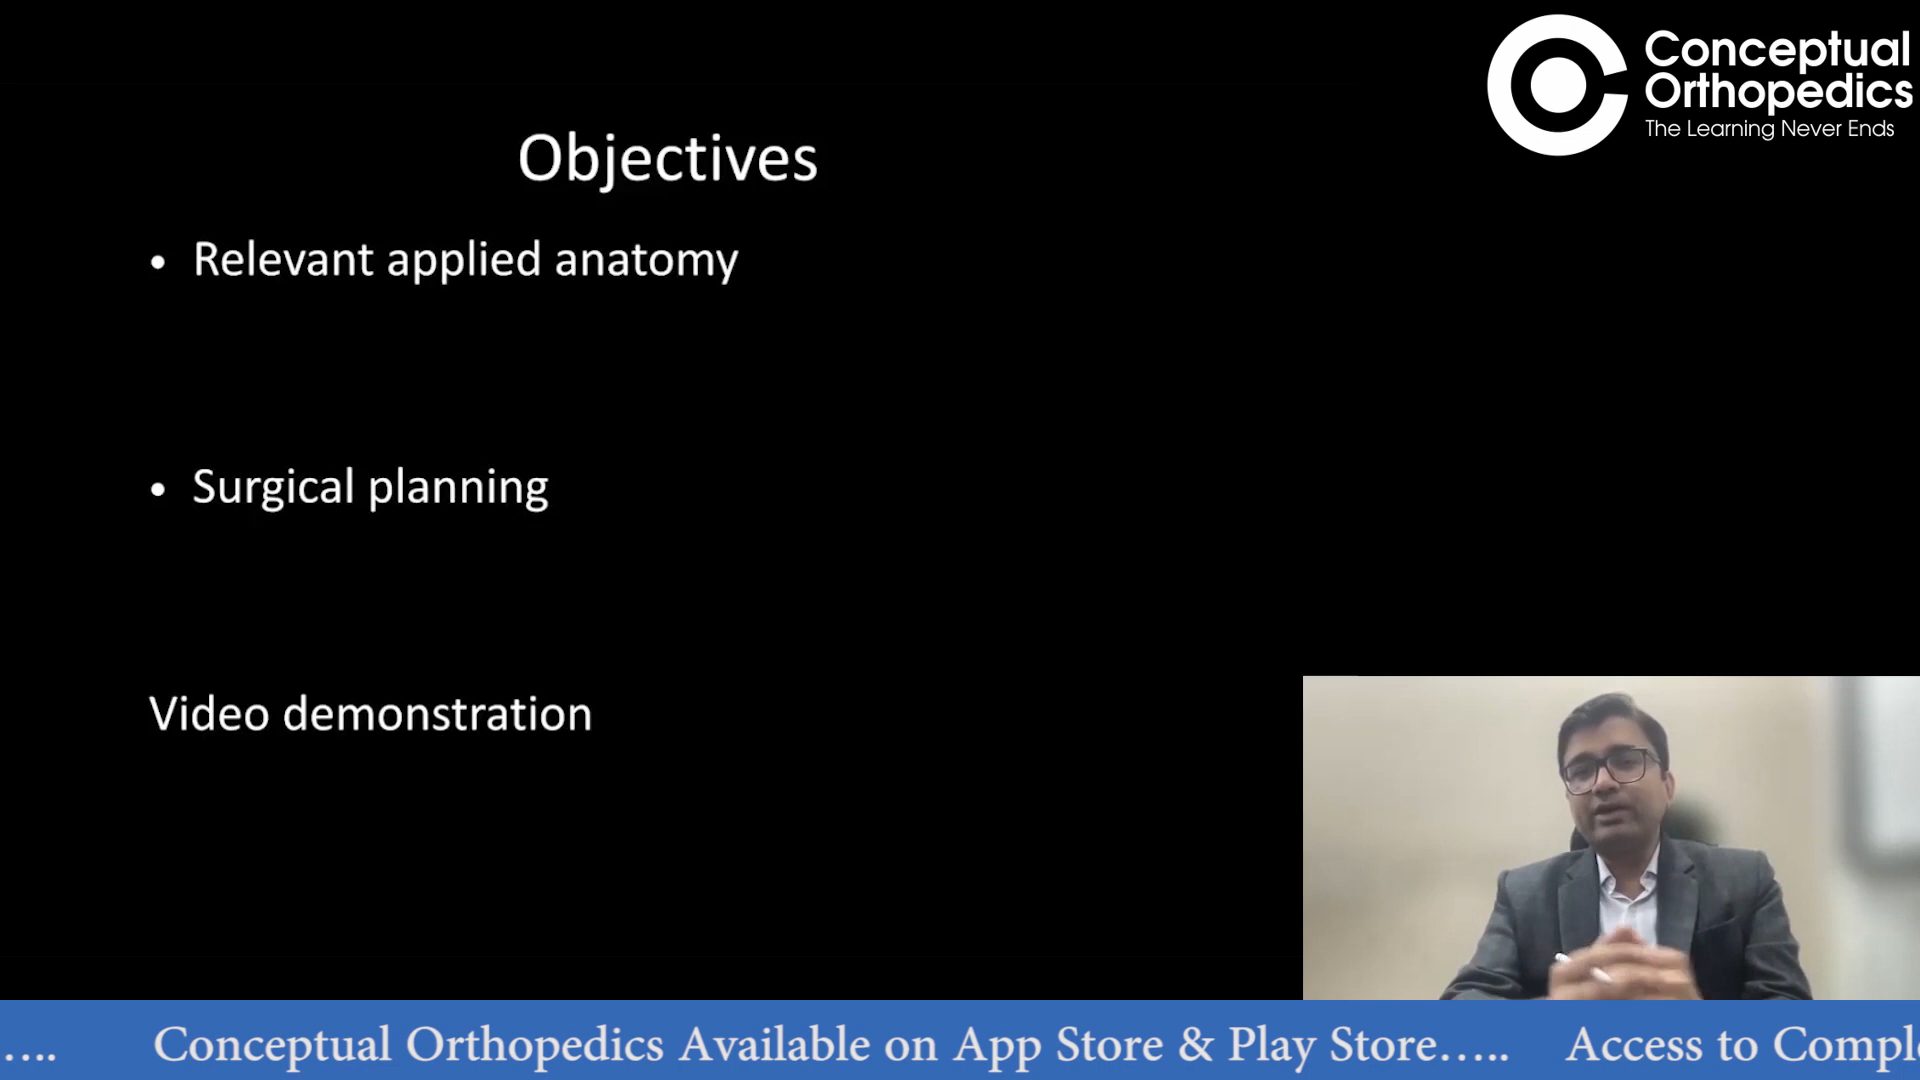 Conceptual
Orthopedics
The Learning Never Ends
Objectives
• Relevant applied anatomy
• Surgical planning
Video demonstration
..... Conceptual Orthopedics Available on App Store & Play Store..... Access to